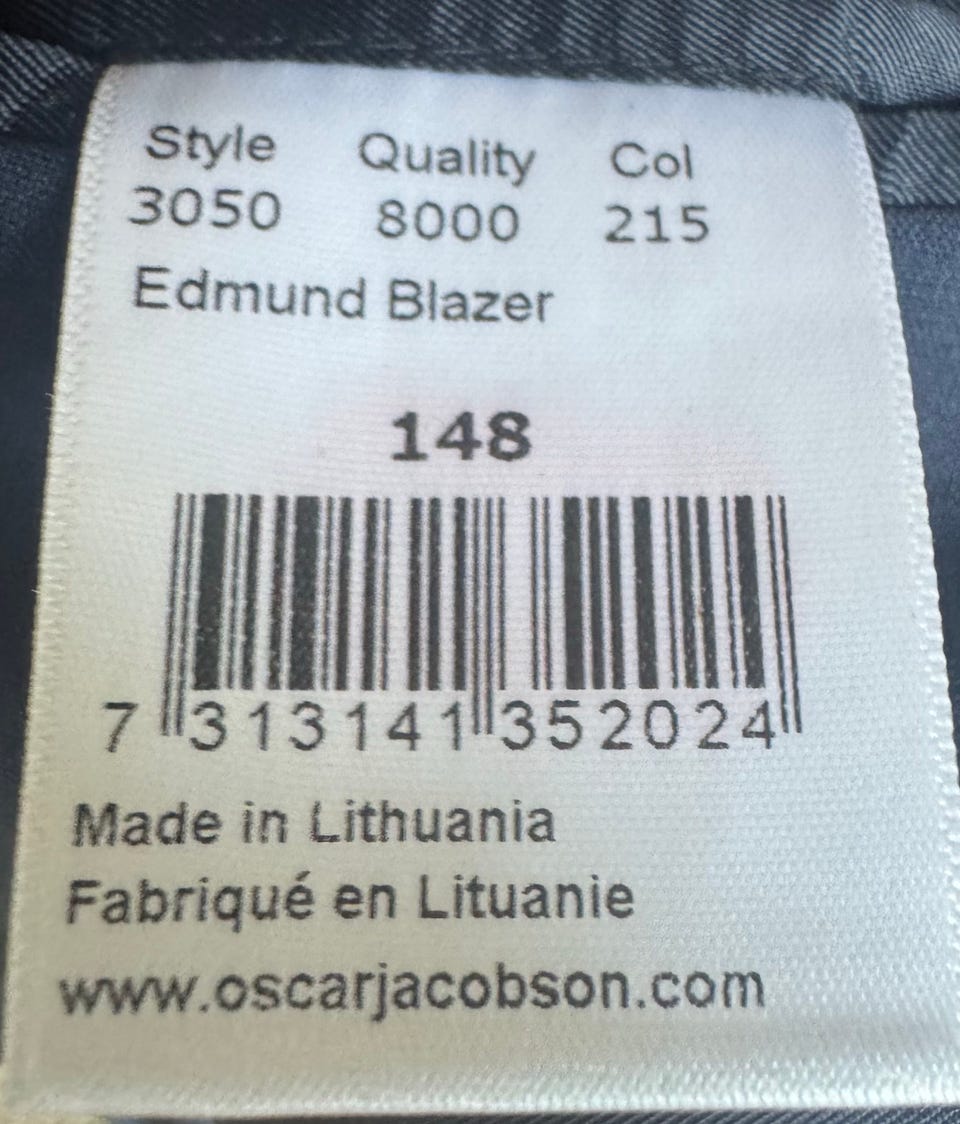 Style Quality Col
3050 8000 215
Edmund Blazer
148
7 313141 352024
Made in Lithuania
Fabriqué en Lituanie
www.oscarjacobson.com